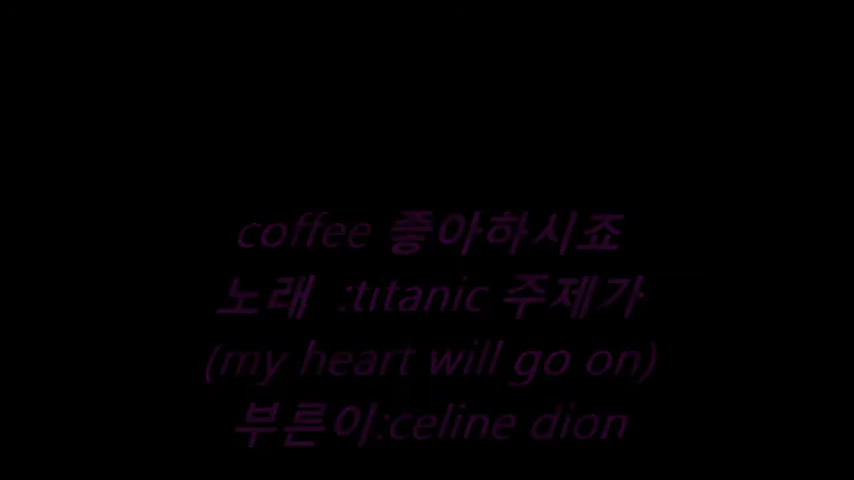 coffee 좋아하시죠
노래 :titanic 주제가
(my heart will go on)
부른이:celine dion